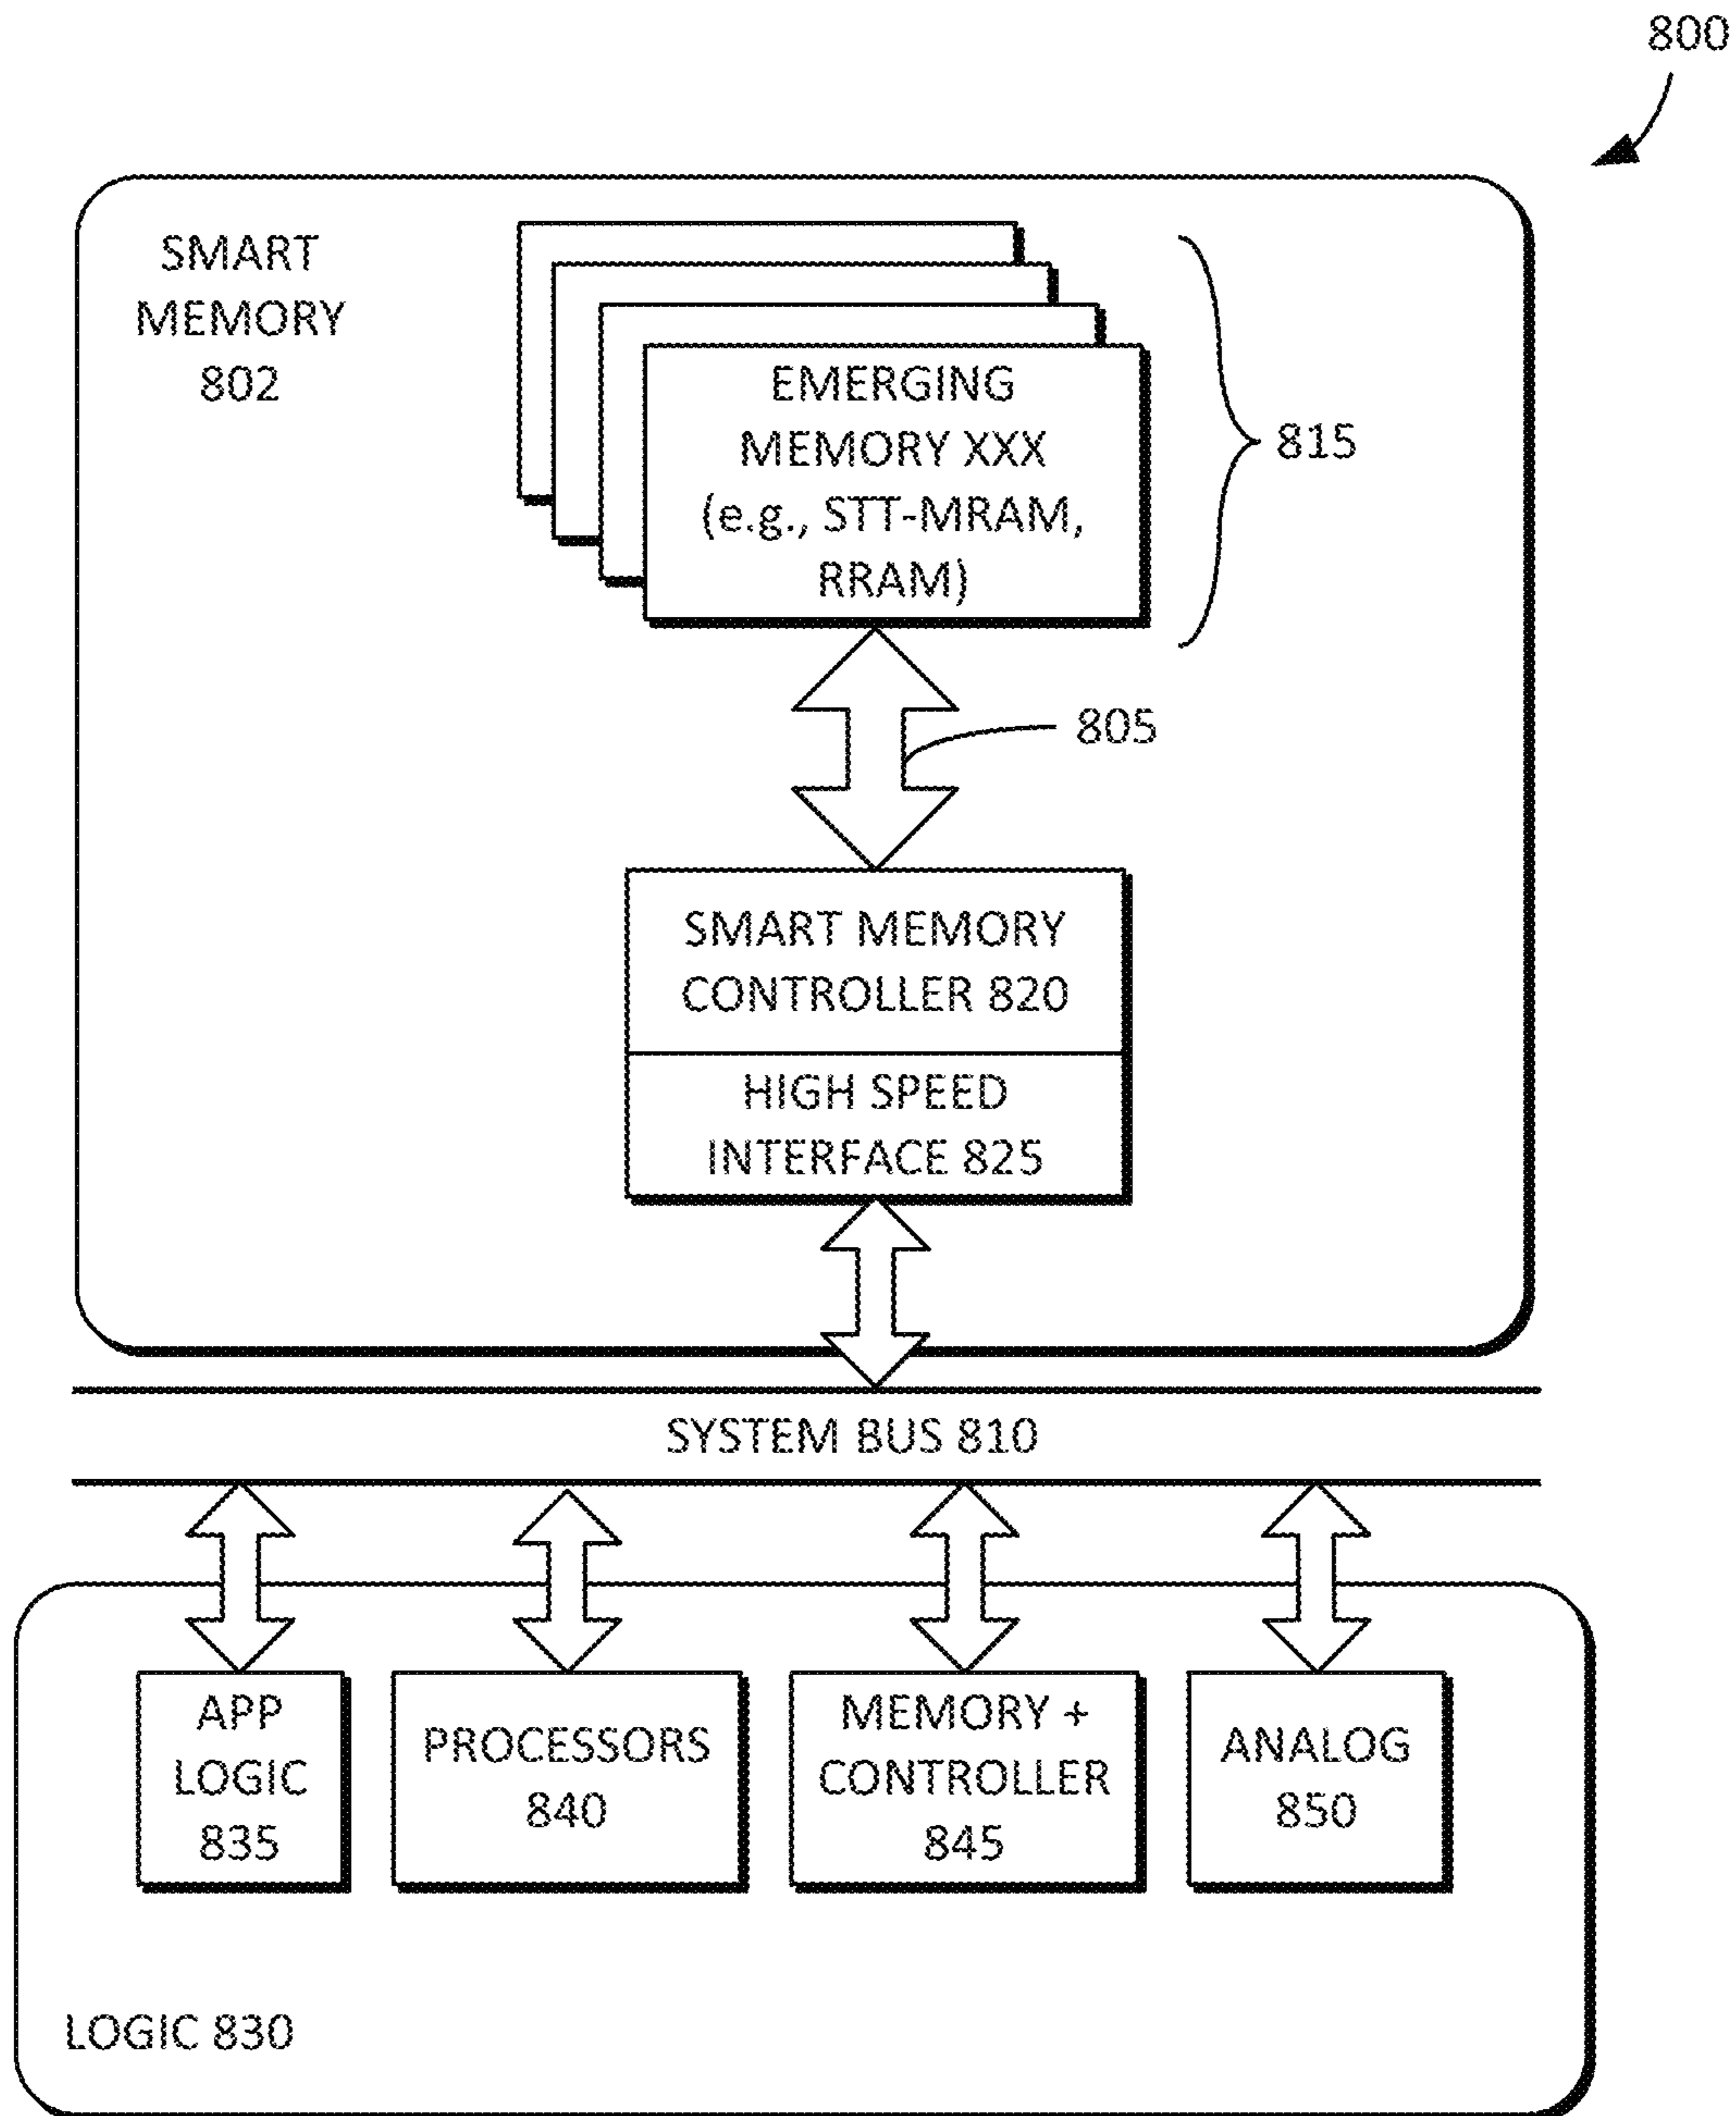 800
SMART
MEMORY
802
EMERGING
MEMORY XXX
(e.g., STT-MRAM,
RRAM)
815
805
SMART MEMORY
CONTROLLER 820
HIGH SPEED
INTERFACE 825
SYSTEM BUS 810
APP
LOGIC
835
PROCESSORS
840
MEMORY +
CONTROLLER
845
ANALOG
850
LOGIC 830